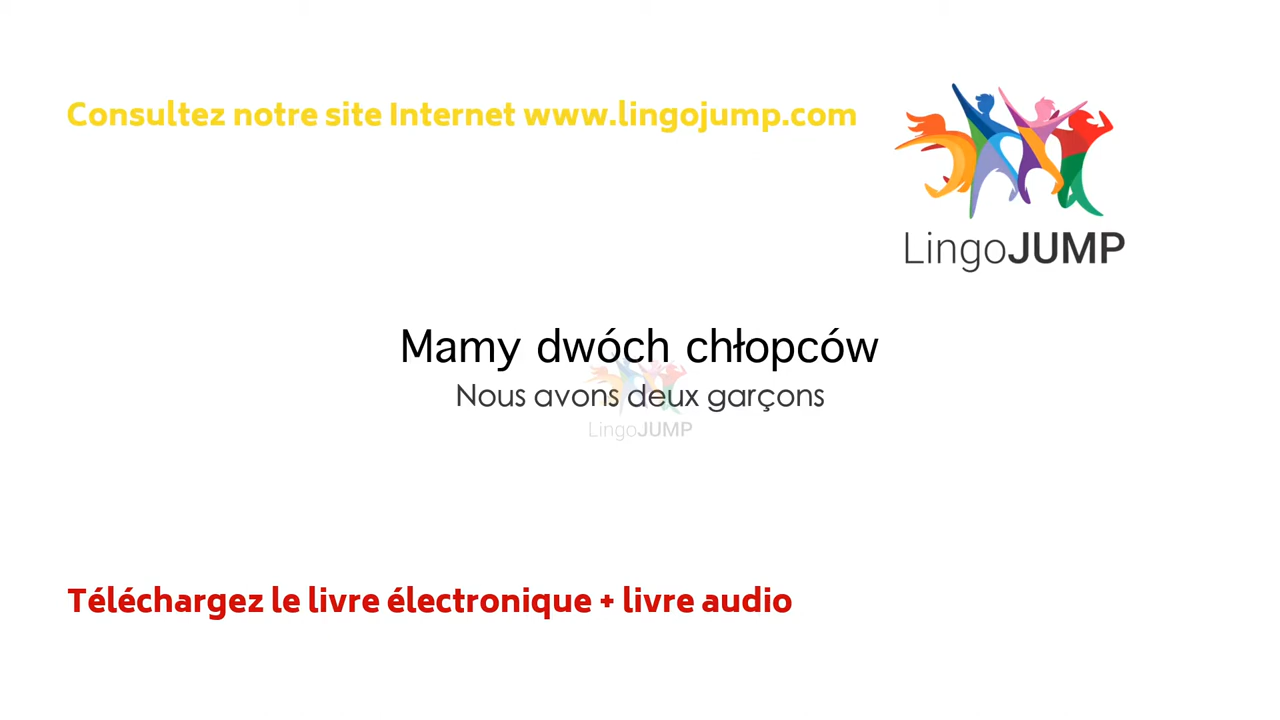 Consultez notre site Internet www.lingojump.com
LingoJUMP
Mamy dwóch chłopców
Nous avons deux garçons
LingoJUMP
Téléchargez le livre électronique + livre audio